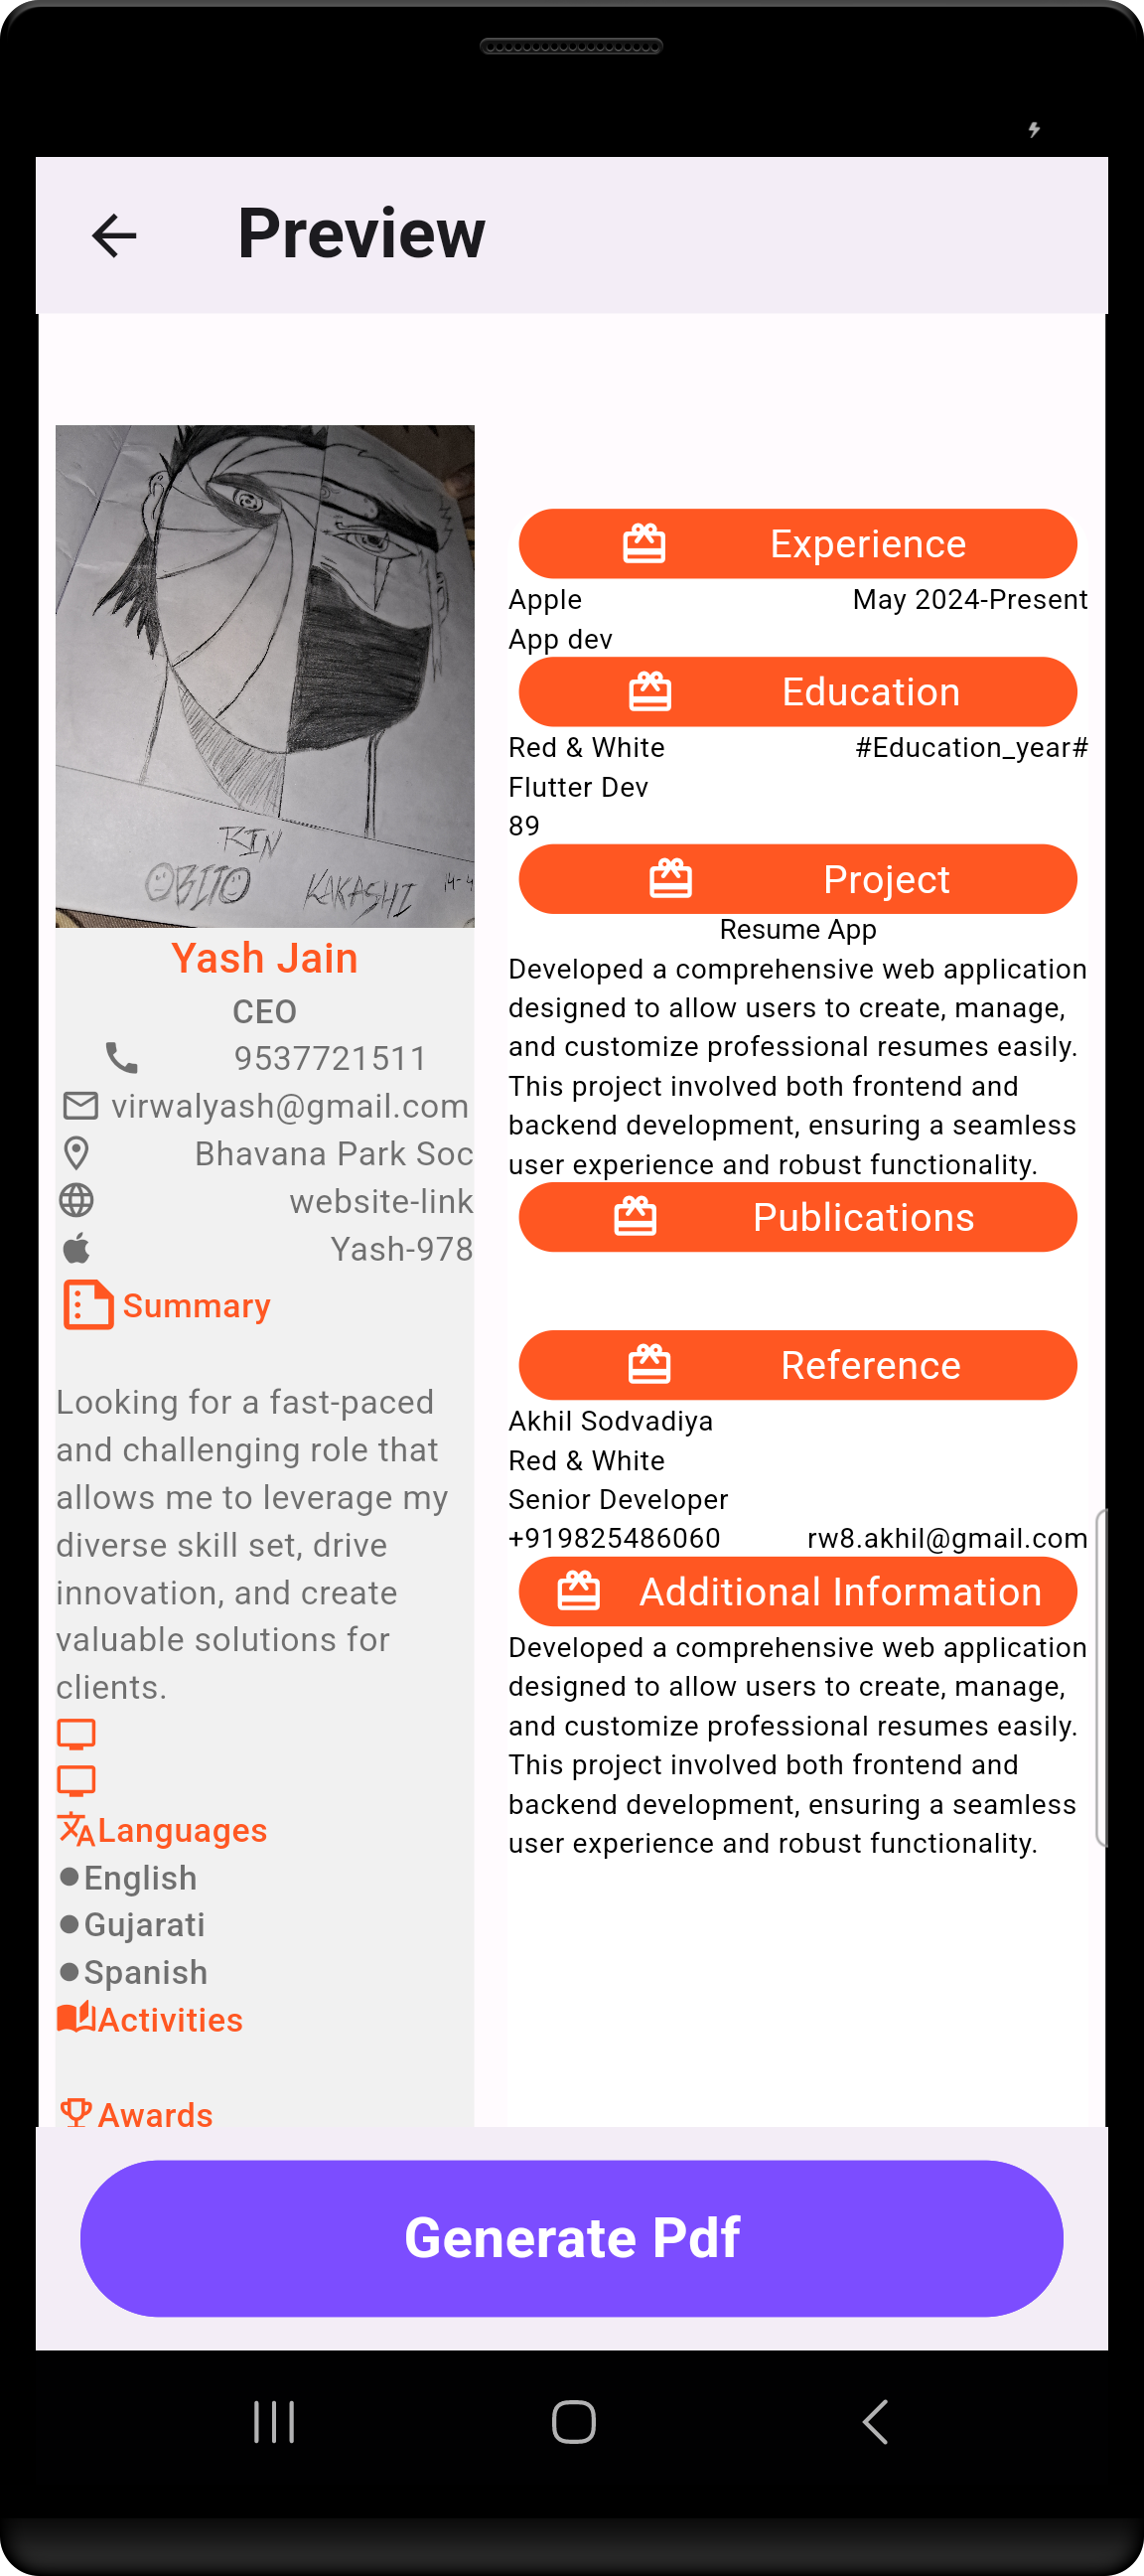 Preview
RIN
OBITO
KAKASHI
14-4
Yash Jain
CEO
9537721511
virwalyash@gmail.com
Bhavana Park Soc
website-link
Yash-978
Summary
Looking for a fast-paced
and challenging role that
allows me to leverage my
diverse skill set, drive
innovation, and create
valuable solutions for
clients.
Languages
English
Gujarati
Spanish
Activities
Awards
Experience
Apple May 2024-Present
App dev
Education
Red & White #Education_year#
Flutter Dev
89
Project
Resume App
Developed a comprehensive web application
designed to allow users to create, manage,
and customize professional resumes easily.
This project involved both frontend and
backend development, ensuring a seamless
user experience and robust functionality.
Publications
Reference
Akhil Sodvadiya
Red & White
Senior Developer
+919825486060 rw8.akhil@gmail.com
Additional Information
Developed a comprehensive web application
designed to allow users to create, manage,
and customize professional resumes easily.
This project involved both frontend and
backend development, ensuring a seamless
user experience and robust functionality.
Generate Pdf